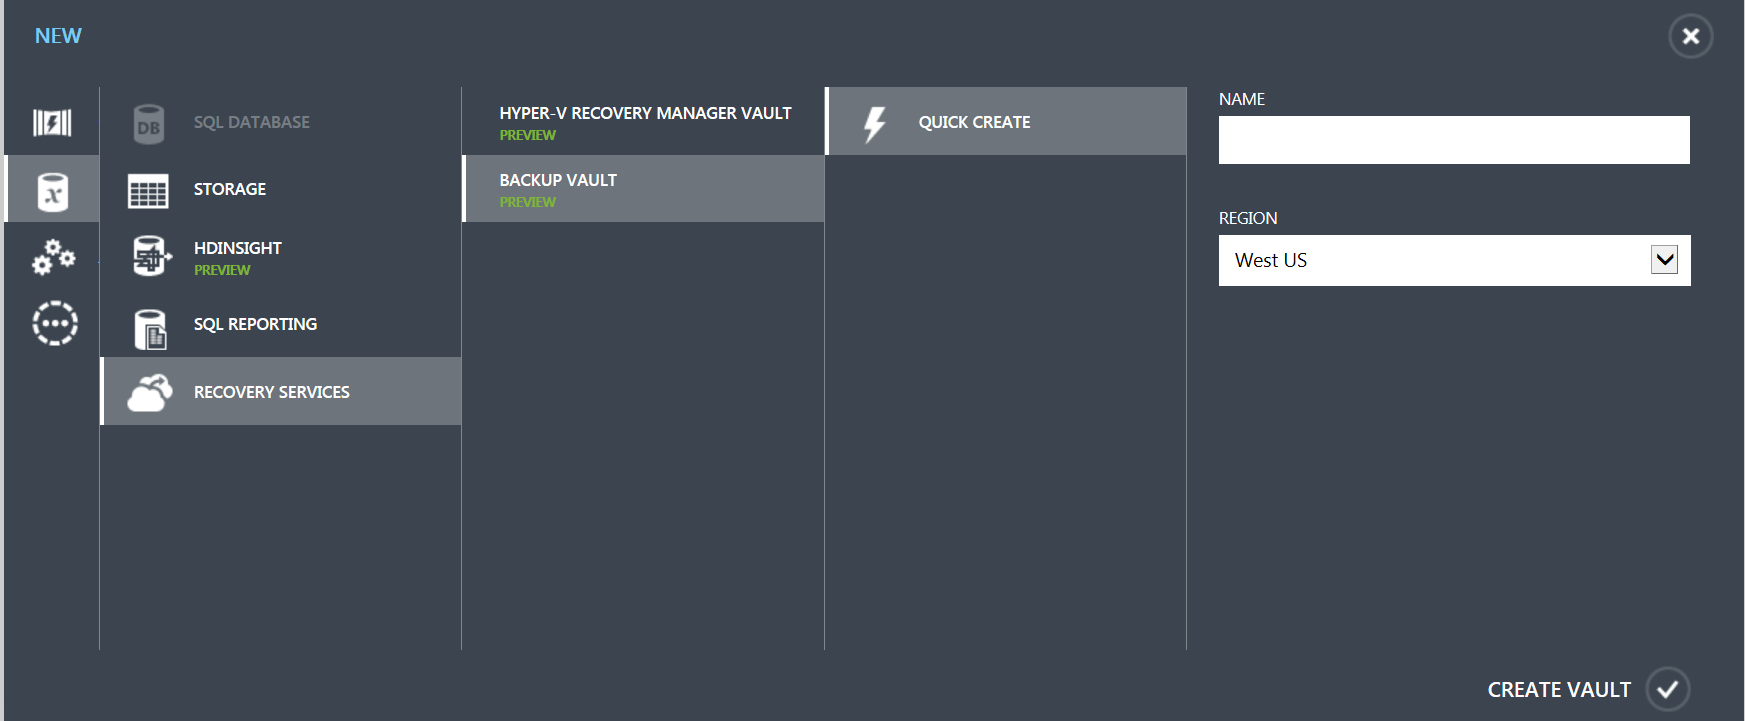 NEW
DB
SQL DATABASE
STORAGE
HDINSIGHT
PREVIEW
SQL REPORTING
RECOVERY SERVICES
HYPER-V RECOVERY MANAGER VAULT
PREVIEW
BACKUP VAULT
PREVIEW
QUICK CREATE
NAME
REGION
West US
CREATE VAULT